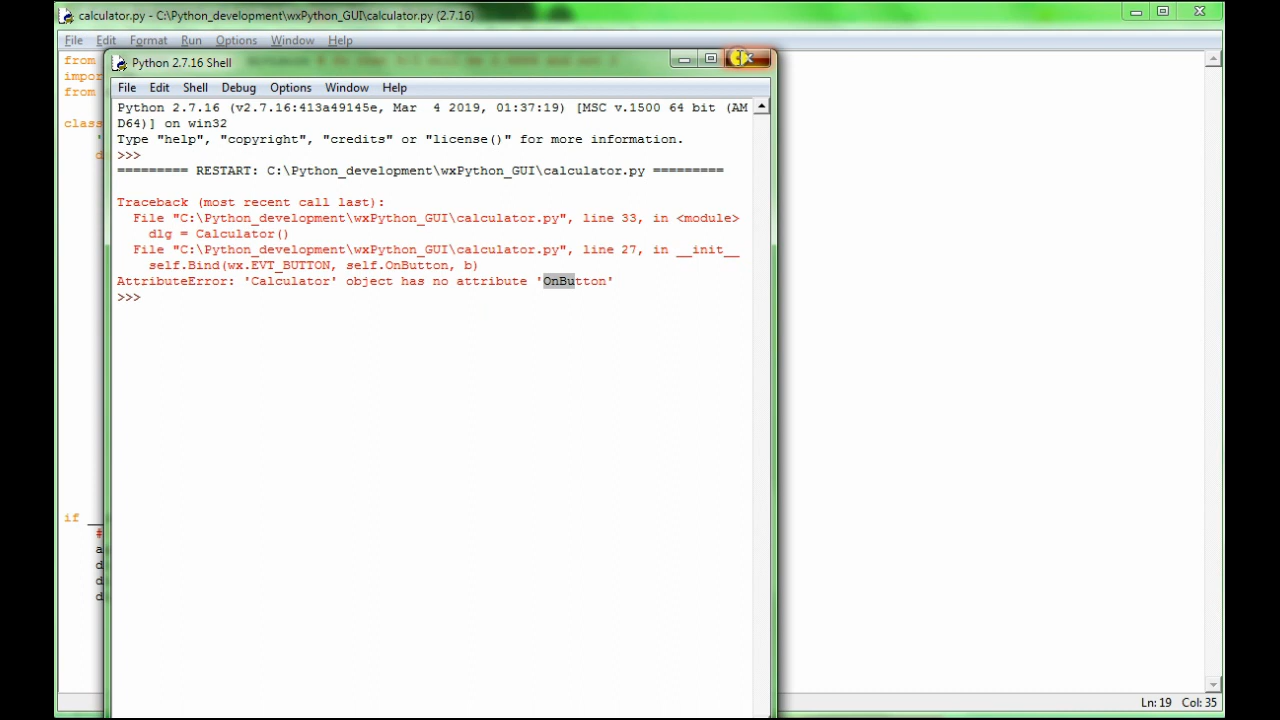 calculator.py - C:\Python_development\wxPython_GUI\calculator.py (2.7.16)
File Edit Format Run Options Window Help
from
impor
from
class
Python 2.7.16 Shell
File Edit Shell Debug Options Window Help
Python 2.7.16 (v2.7.16:413a49145e, Mar  4 2019, 01:37:19) [MSC v.1500 64 bit (AM
D64)] on win32
Type "help", "copyright", "credits" or "license()" for more information.
>>>
========= RESTART: C:\Python_development\wxPython_GUI\calculator.py =========
Traceback (most recent call last):
File "C:\Python_development\wxPython_GUI\calculator.py", line 33, in <module>
dlg = Calculator()
File "C:\Python_development\wxPython_GUI\calculator.py", line 27, in __init__
self.Bind(wx.EVT_BUTTON, self.OnButton, b)
AttributeError: 'Calculator' object has no attribute 'OnButton'
>>>
if __
#
a
d
d
d
Ln: 19 Col: 35